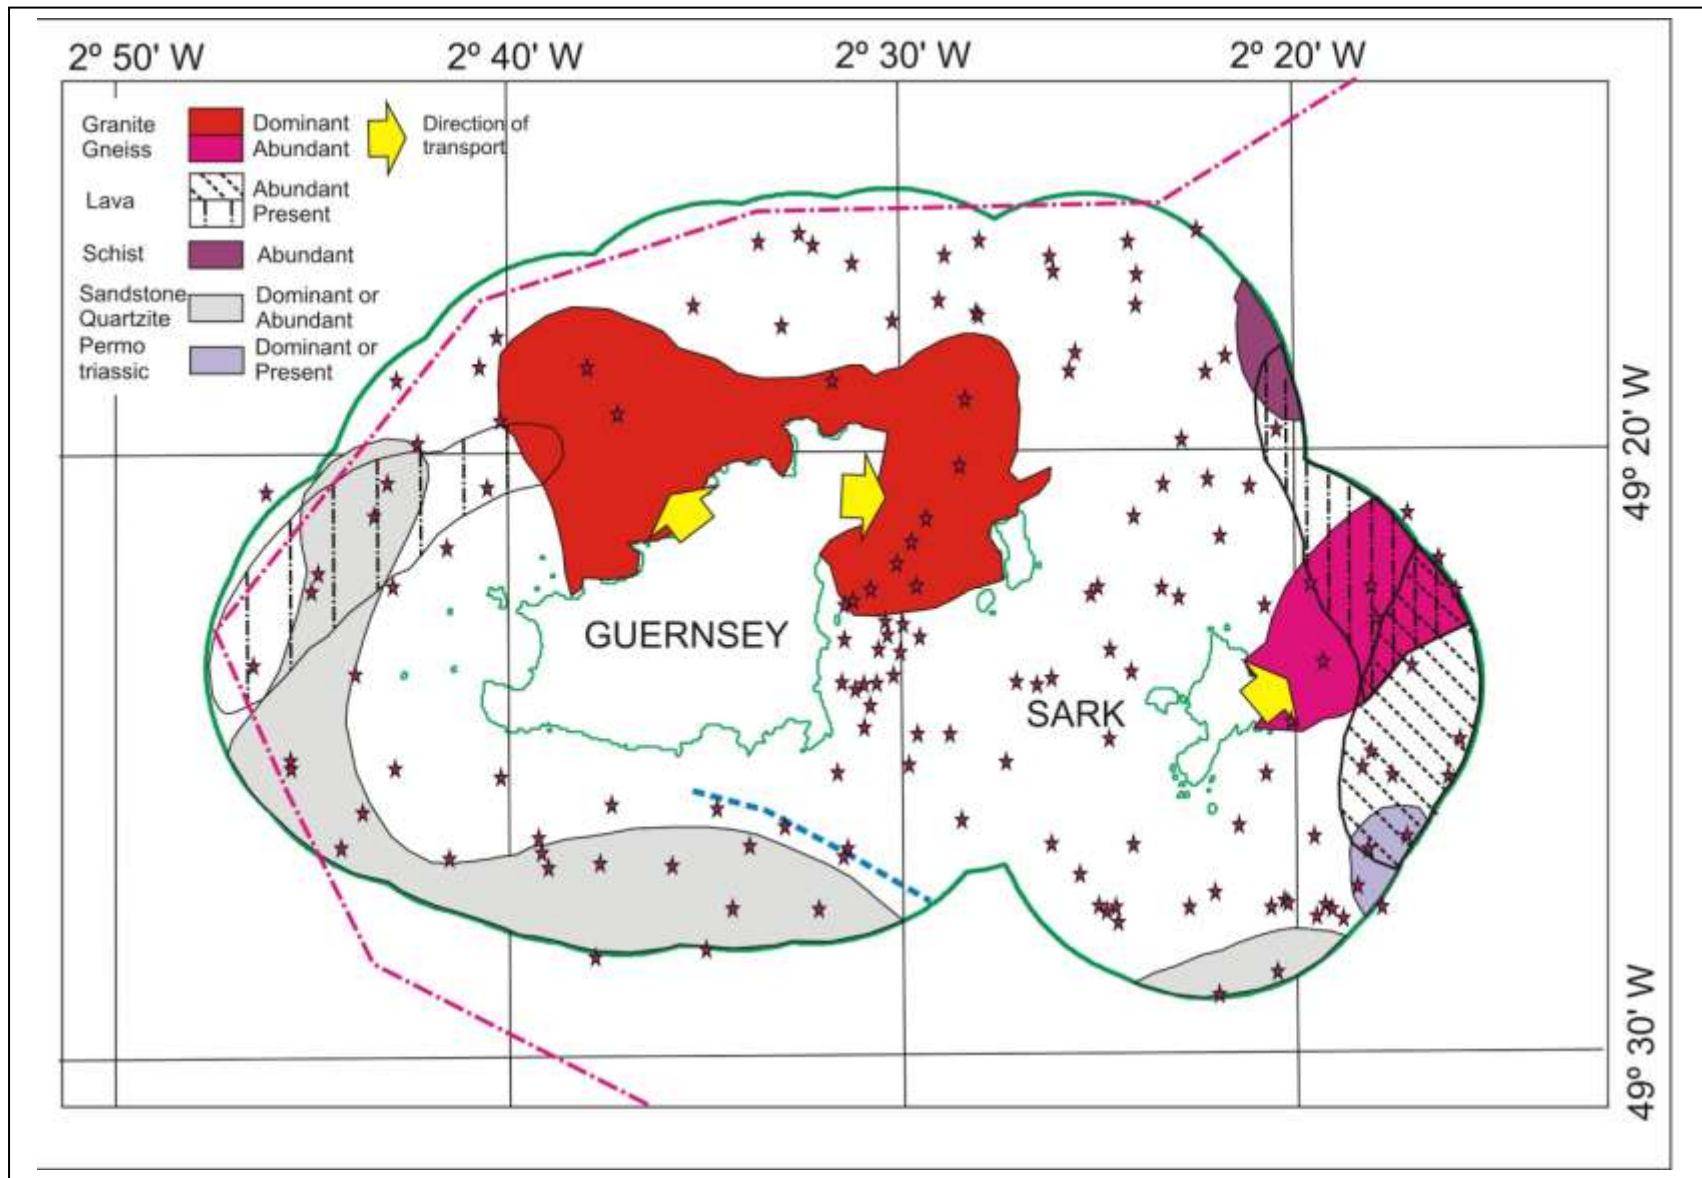 2º 50' W 2º 40' W 2º 30' W 2º 20' W
Granite Dominant
Gneiss Abundant
Direction of
transport
Lava
Abundant
Present
Schist Abundant
Sandstone Dominant or
Quartzite Abundant
Permo Dominant or
triassic Present
49º 20' W
GUERNSEY
SARK
49º 30' W